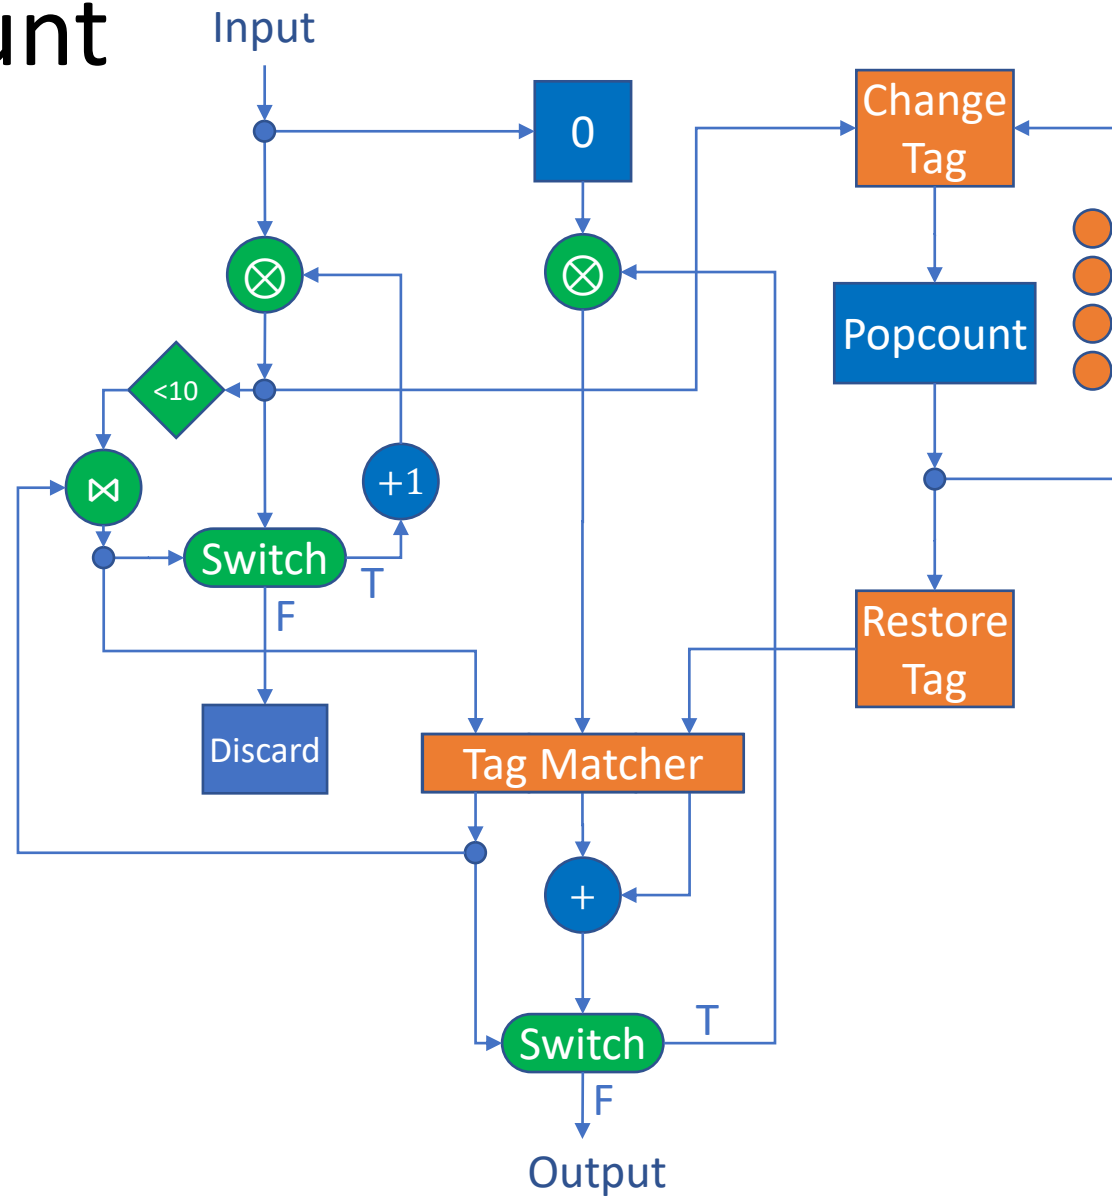 unt
Input
0
Change
Tag
⊗
⊗
Popcount
<10
⋈
+1
Switch
T
F
Restore
Tag
Discard
Tag Matcher
+
Switch
T
F
Output